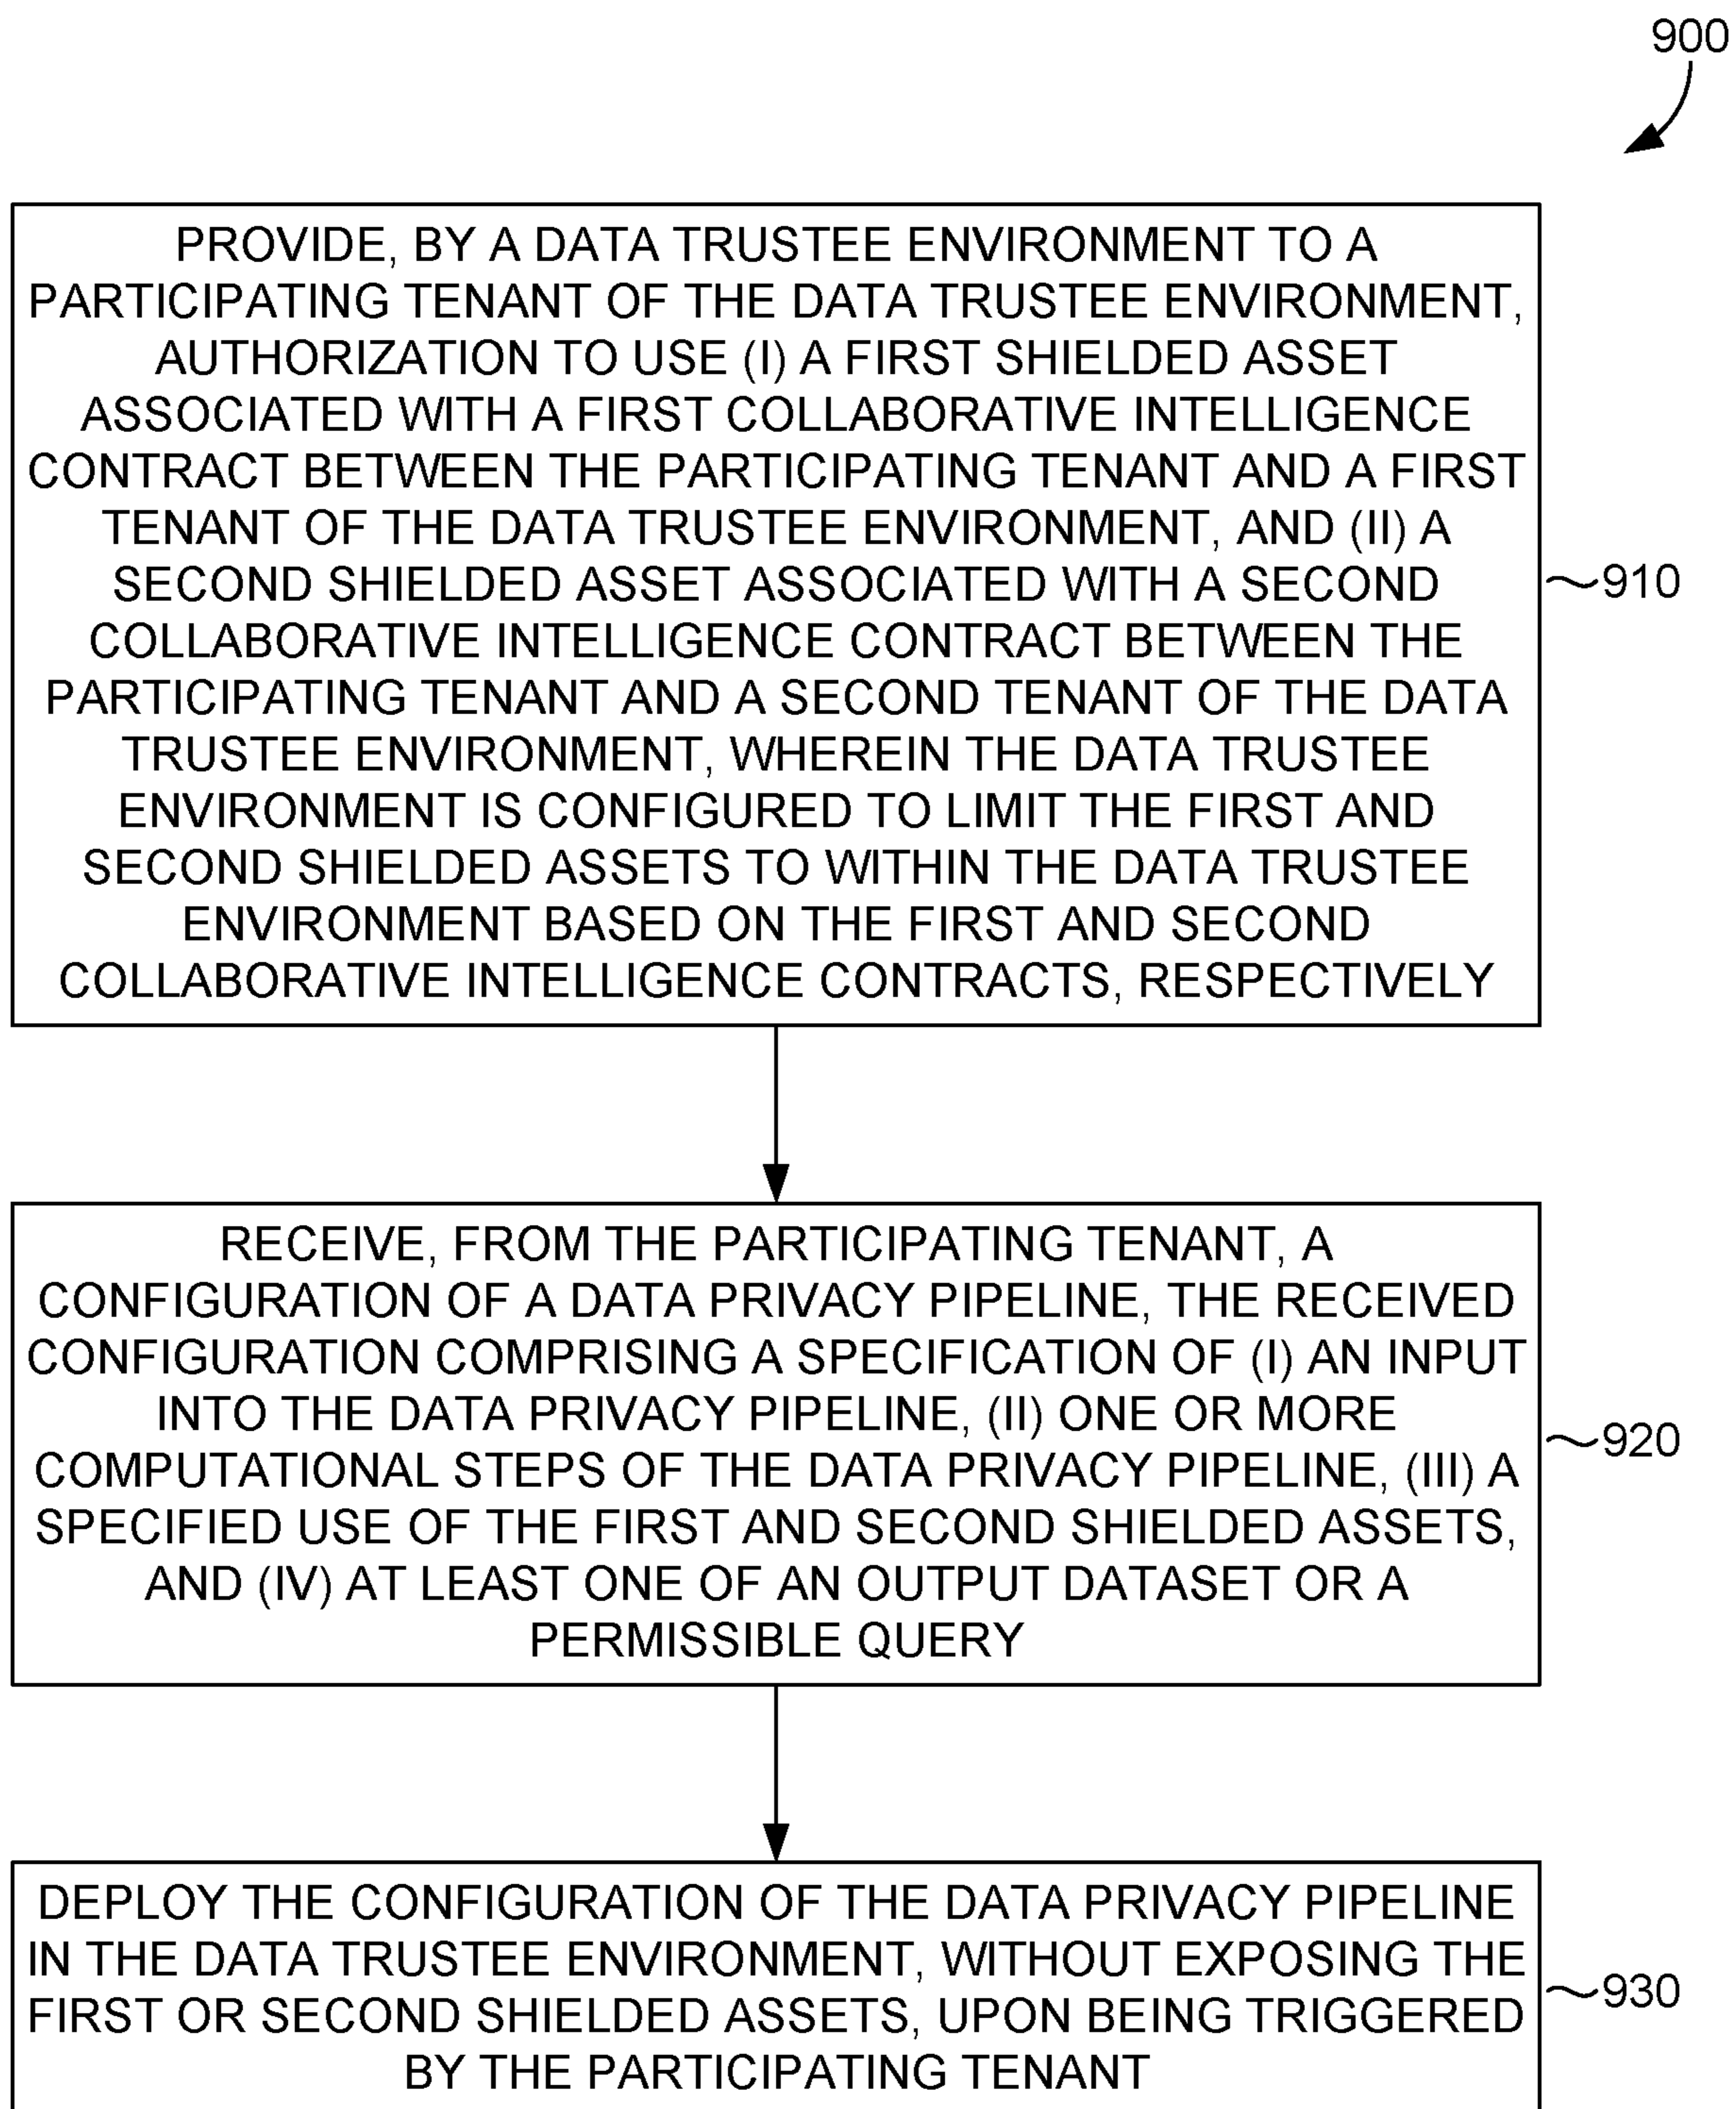 900
PROVIDE, BY A DATA TRUSTEE ENVIRONMENT TO A
PARTICIPATING TENANT OF THE DATA TRUSTEE ENVIRONMENT,
AUTHORIZATION TO USE (I) A FIRST SHIELDED ASSET
ASSOCIATED WITH A FIRST COLLABORATIVE INTELLIGENCE
CONTRACT BETWEEN THE PARTICIPATING TENANT AND A FIRST
TENANT OF THE DATA TRUSTEE ENVIRONMENT, AND (II) A
SECOND SHIELDED ASSET ASSOCIATED WITH A SECOND
COLLABORATIVE INTELLIGENCE CONTRACT BETWEEN THE
PARTICIPATING TENANT AND A SECOND TENANT OF THE DATA
TRUSTEE ENVIRONMENT, WHEREIN THE DATA TRUSTEE
ENVIRONMENT IS CONFIGURED TO LIMIT THE FIRST AND
SECOND SHIELDED ASSETS TO WITHIN THE DATA TRUSTEE
ENVIRONMENT BASED ON THE FIRST AND SECOND
COLLABORATIVE INTELLIGENCE CONTRACTS, RESPECTIVELY
910
RECEIVE, FROM THE PARTICIPATING TENANT, A
CONFIGURATION OF A DATA PRIVACY PIPELINE, THE RECEIVED
CONFIGURATION COMPRISING A SPECIFICATION OF (I) AN INPUT
INTO THE DATA PRIVACY PIPELINE, (II) ONE OR MORE
COMPUTATIONAL STEPS OF THE DATA PRIVACY PIPELINE, (III) A
SPECIFIED USE OF THE FIRST AND SECOND SHIELDED ASSETS,
AND (IV) AT LEAST ONE OF AN OUTPUT DATASET OR A
PERMISSIBLE QUERY
920
DEPLOY THE CONFIGURATION OF THE DATA PRIVACY PIPELINE
IN THE DATA TRUSTEE ENVIRONMENT, WITHOUT EXPOSING THE
FIRST OR SECOND SHIELDED ASSETS, UPON BEING TRIGGERED
BY THE PARTICIPATING TENANT
930